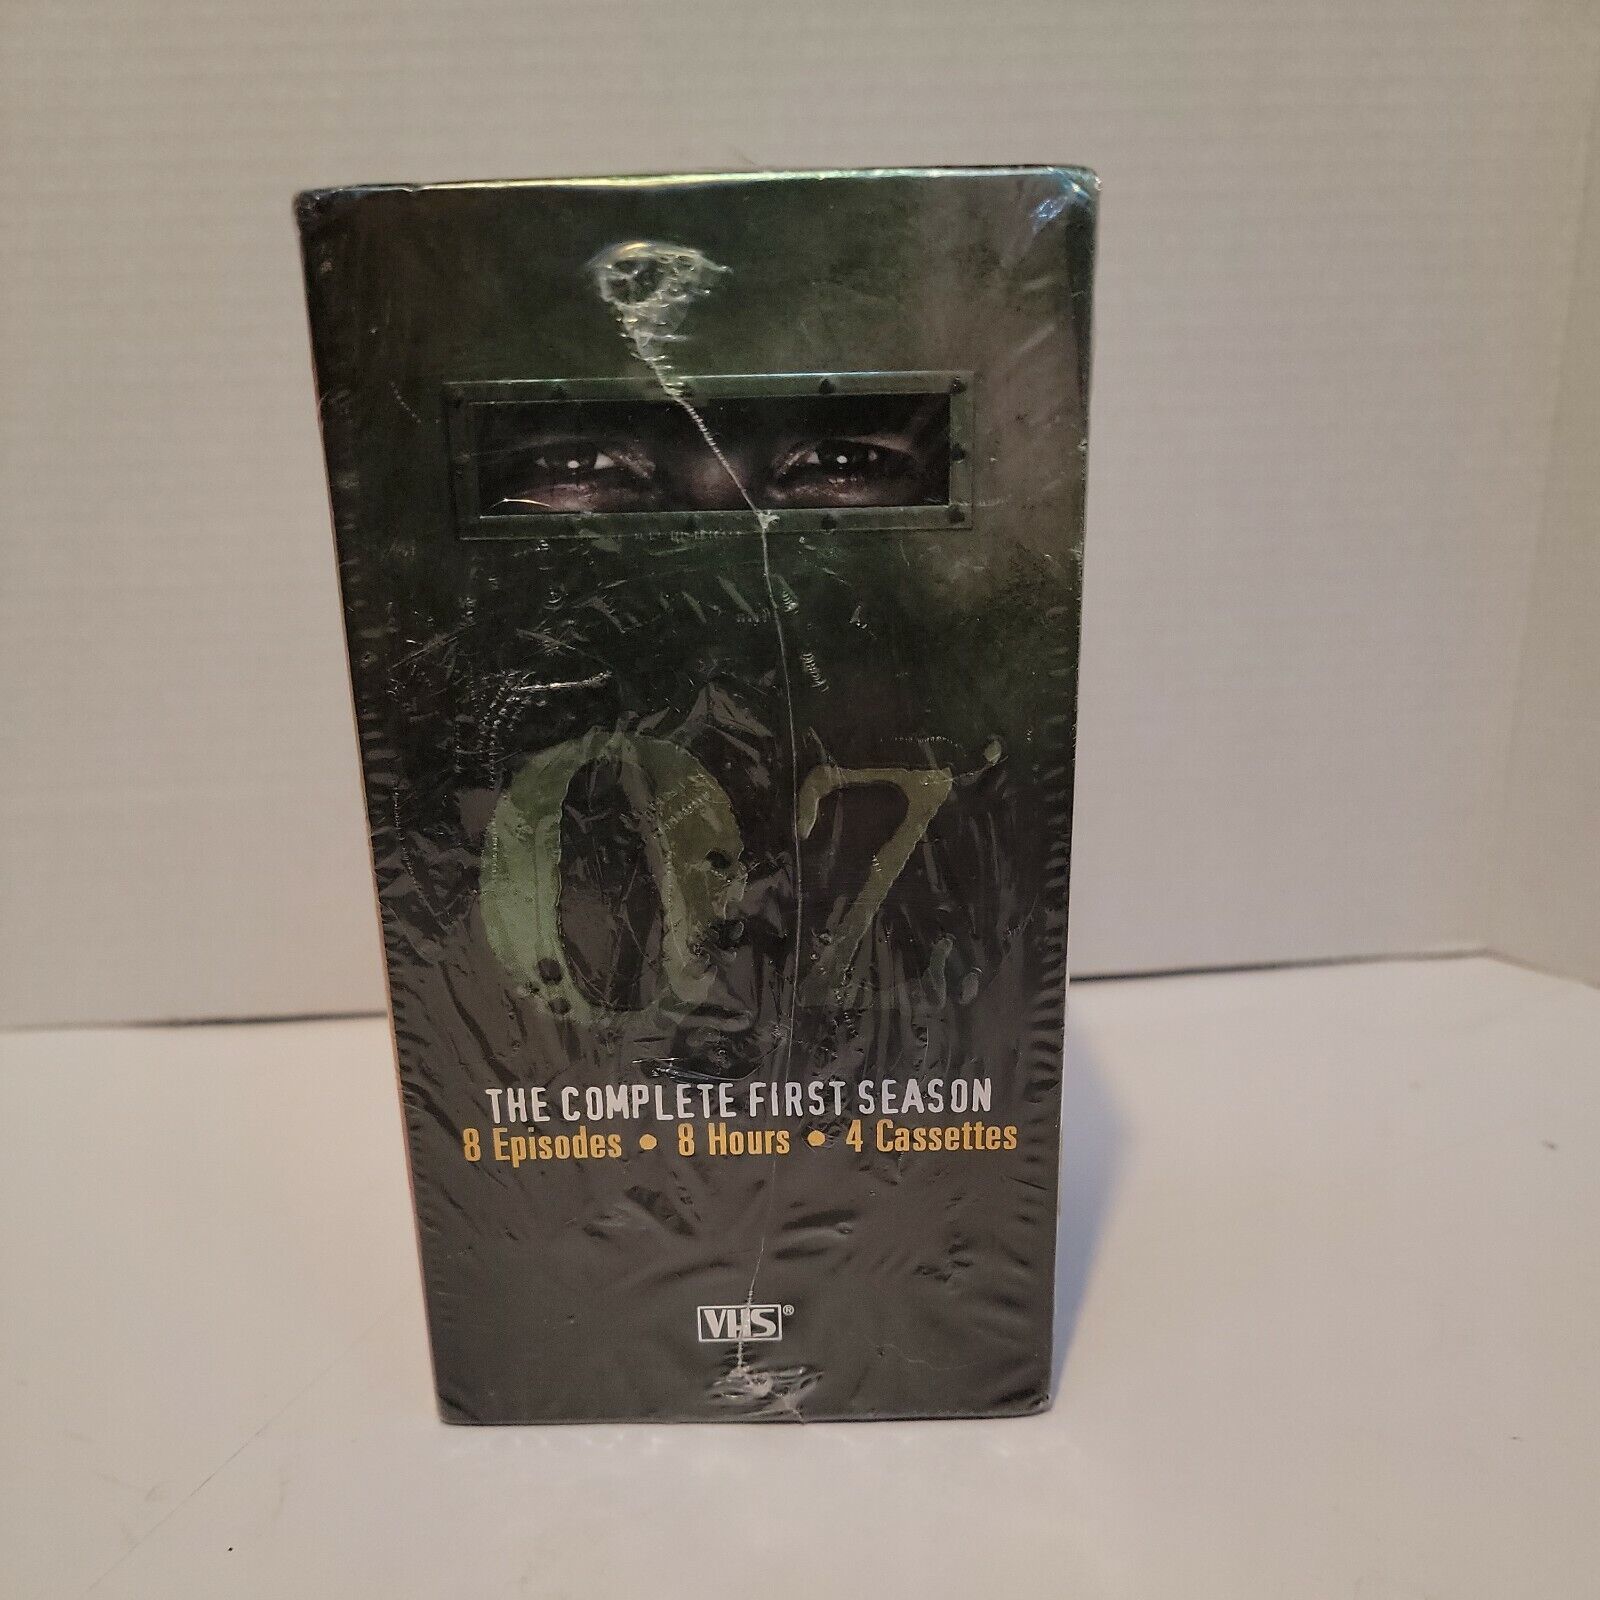 OZ
THE COMPLETE FIRST SEASON
8 Episodes • 8 Hours • 4 Cassettes
VHS®